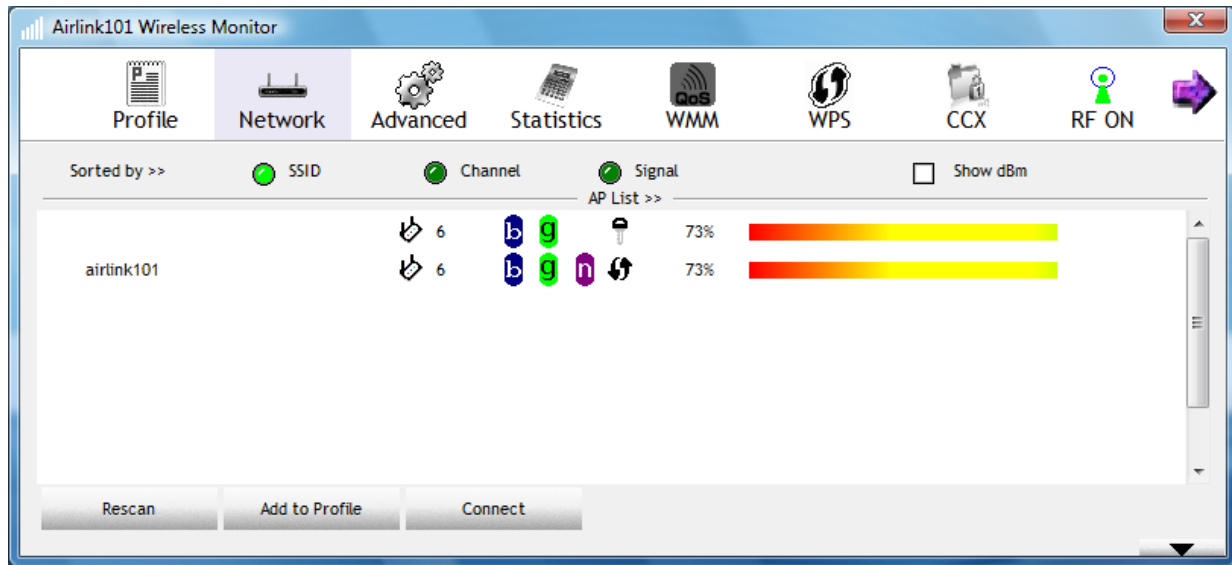 Airlink101 Wireless Monitor
P
QoS
Profile Network Advanced Statistics WMM WPS CCX RF ON
Sorted by >> SSID Channel Signal Show dBm
AP List >>
6 b g 73%
airlink101 6 b g n 73%
Rescan Add to Profile Connect